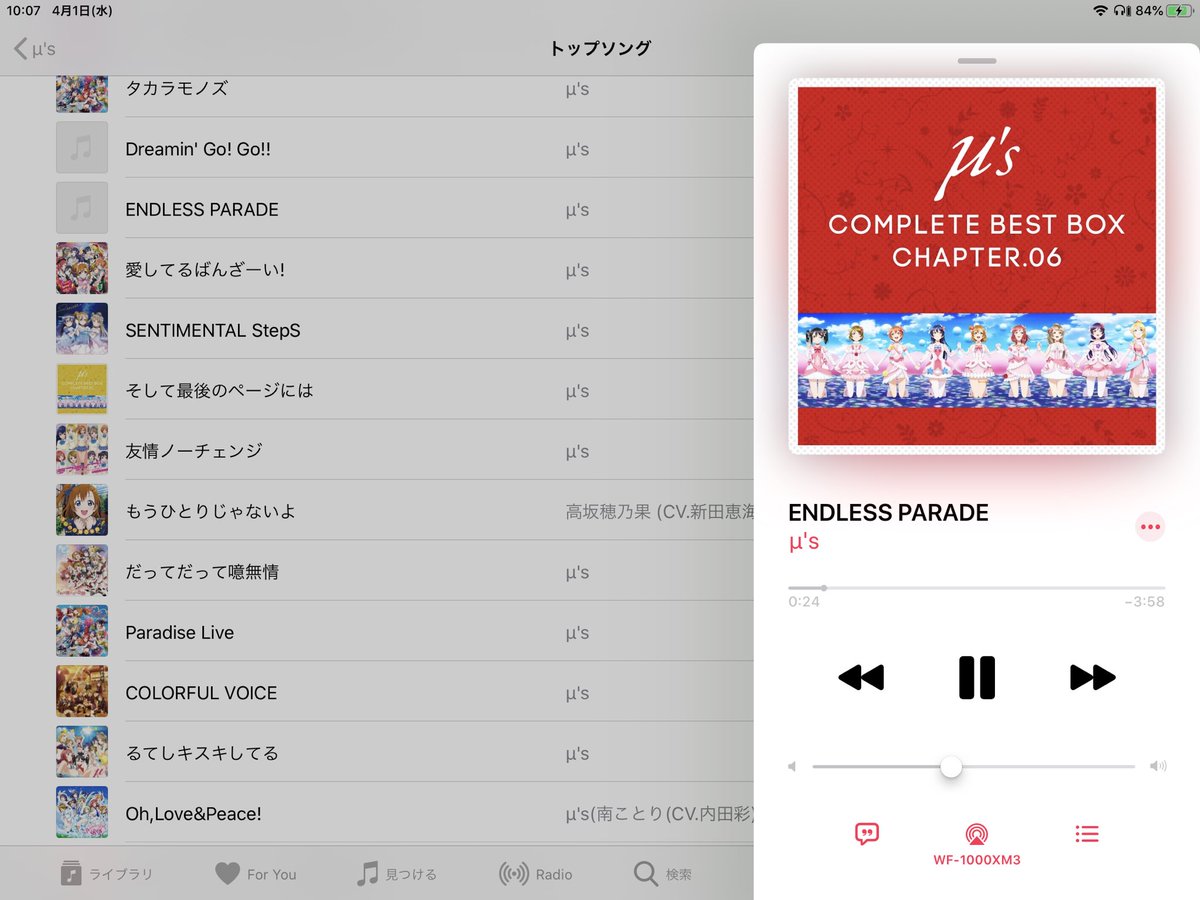 10:07 4月1日(水)
84%
μ's
トップソング
タカラモノズ
μ's
Dreamin' Go! Go!!
μ's
ENDLESS PARADE
μ's
愛してるばんざーい!
μ's
SENTIMENTAL StepS
μ's
そして最後のページには
μ's
友情ノーチェンジ
μ's
もうひとりじゃないよ
高坂穂乃果 (CV.新田恵海
だってだって噫無情
μ's
Paradise Live
μ's
COLORFUL VOICE
μ's
るてしキスキしてる
μ's
Oh,Love&Peace!
μ's(南ことり(CV.内田彩)
ライブラリ
For You
見つける
Radio
検索
μ's
COMPLETE BEST BOX
CHAPTER.06
ENDLESS PARADE
μ's
0:24
−3:58
WF-1000XM3